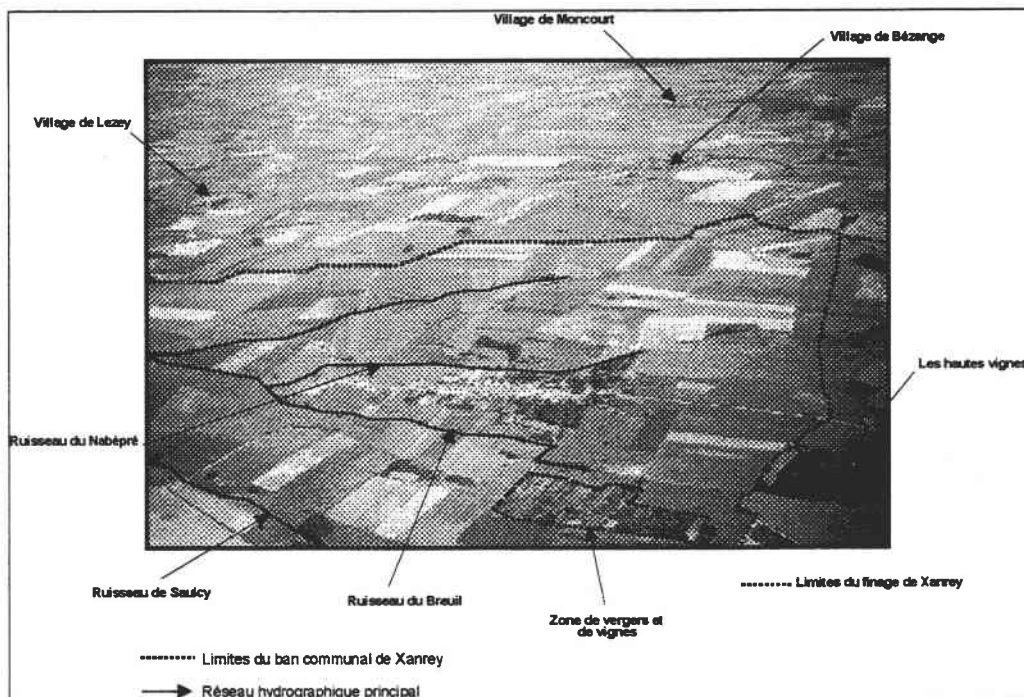 Village de Moncourt
Village de Bézange
Village de Lezey
Les hautes vignes
Ruisseau du Nabépré
Ruisseau de Saulcy
Ruisseau du Breuil
Zone de vergers et
de vignes
Limites du finage de Xanrey
Limites du ban communal de Xanrey
Réseau hydrographique principal